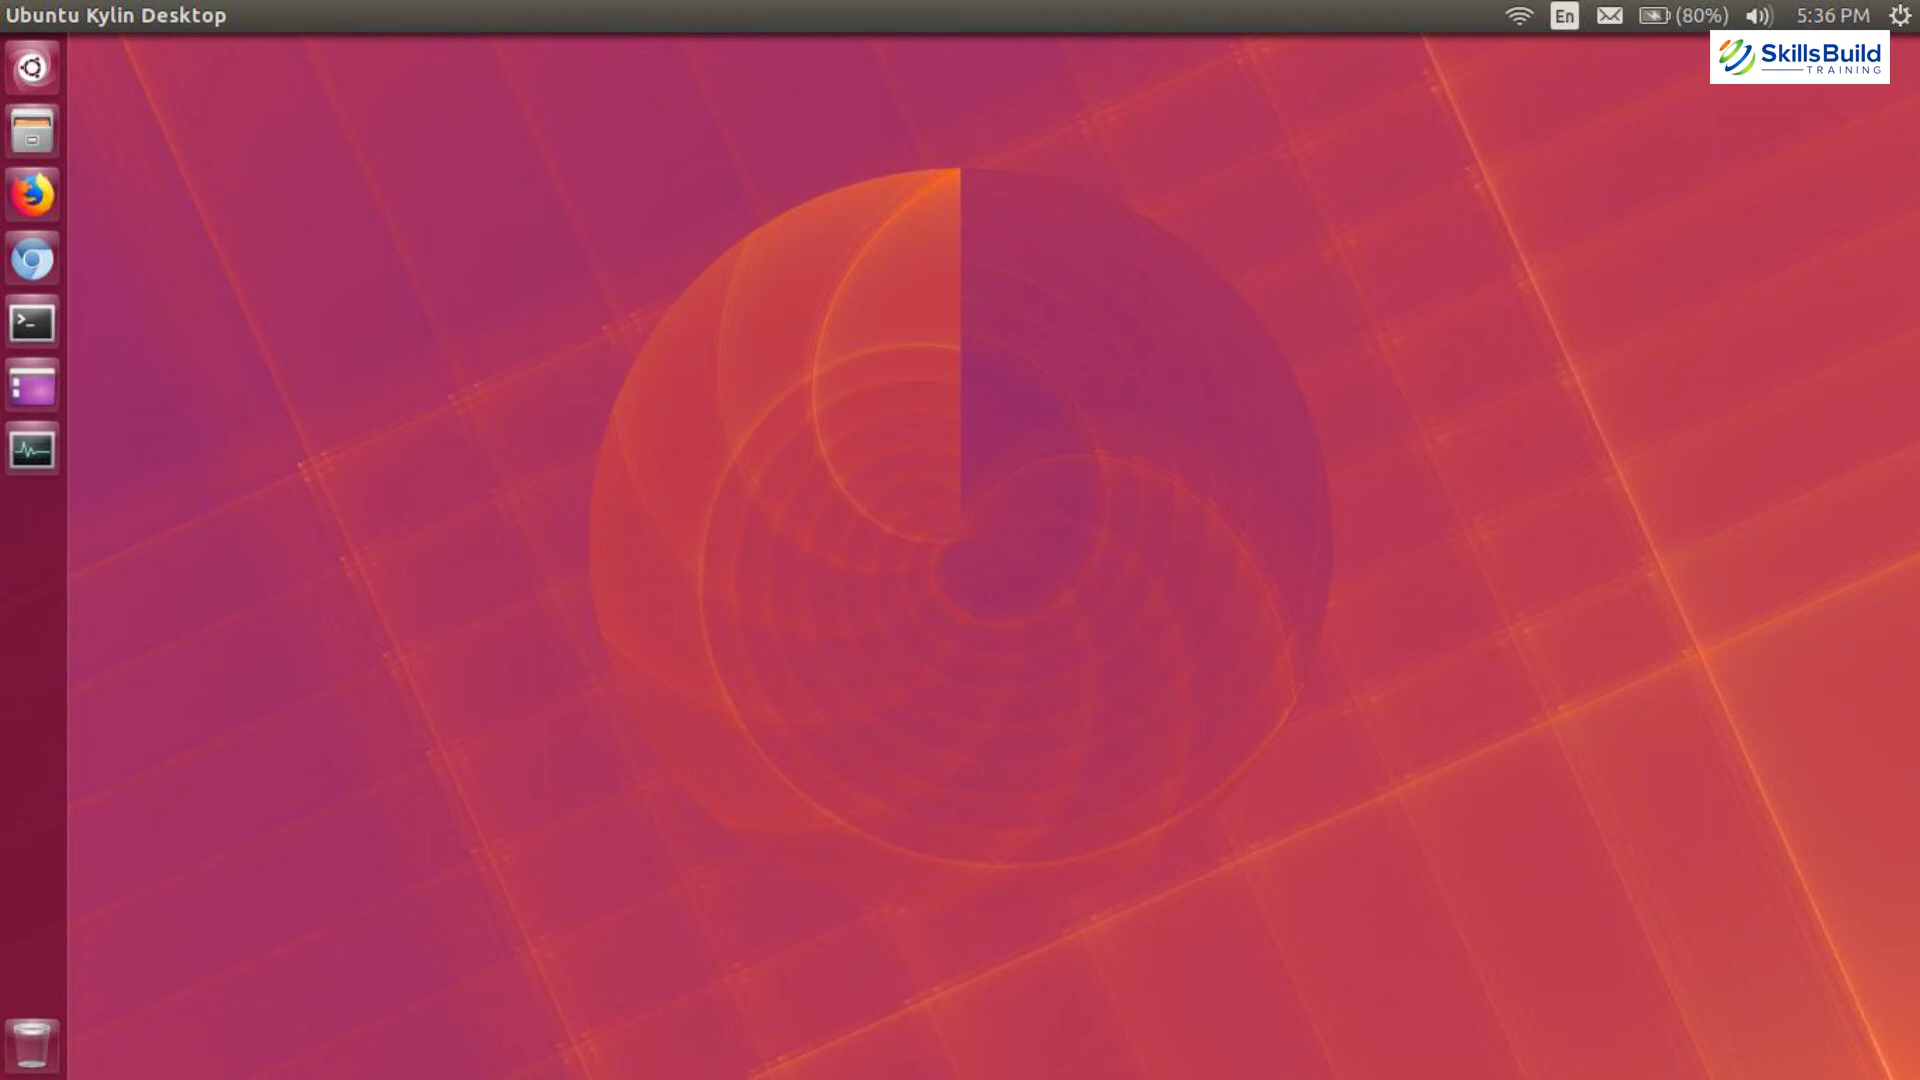 Ubuntu Kylin Desktop
En
(80%)
5:36 PM
SkillsBuild
TRAINING